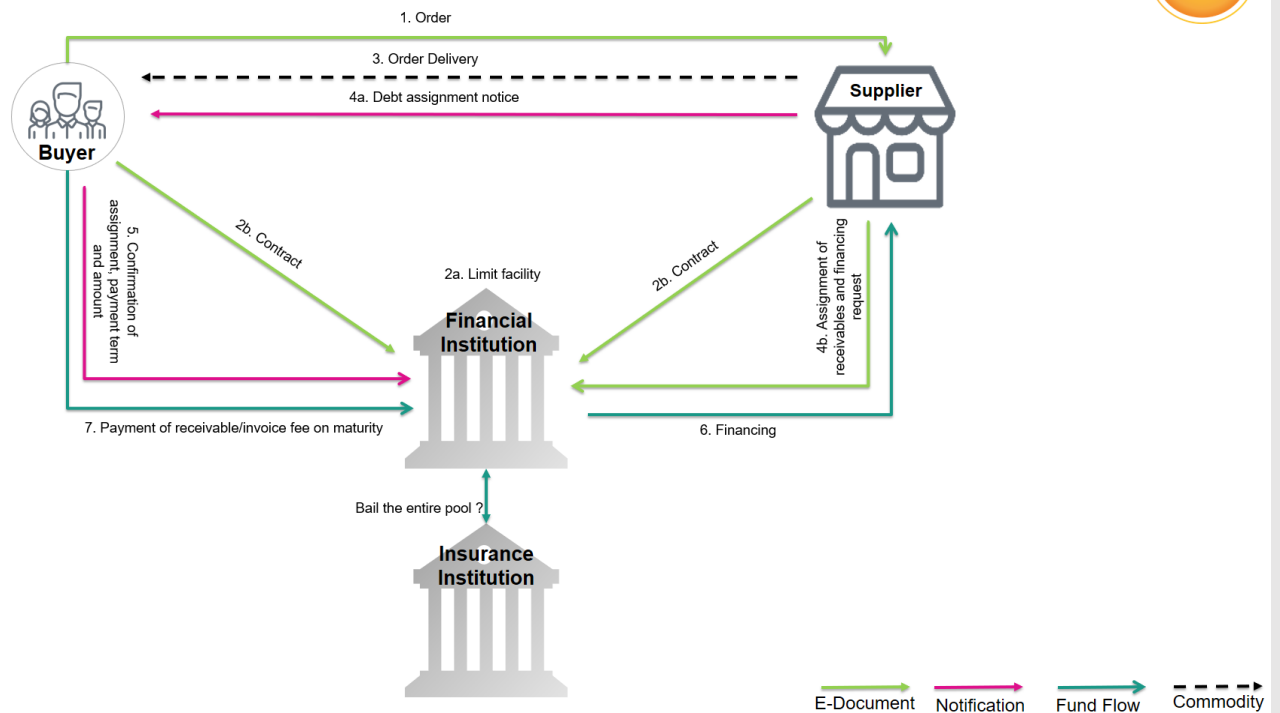 1. Order
3. Order Delivery
4a. Debt assignment notice
Supplier
Buyer
5. Confirmation of
assignment, payment term
and amount
2b. Contract
2a. Limit facility
2b. Contract
4b. Assignment of
receivables and financing
request
Financial
Institution
7. Payment of receivable/invoice fee on maturity
6. Financing
Bail the entire pool ?
Insurance
Institution
E-Document
Notification
Fund Flow
Commodity